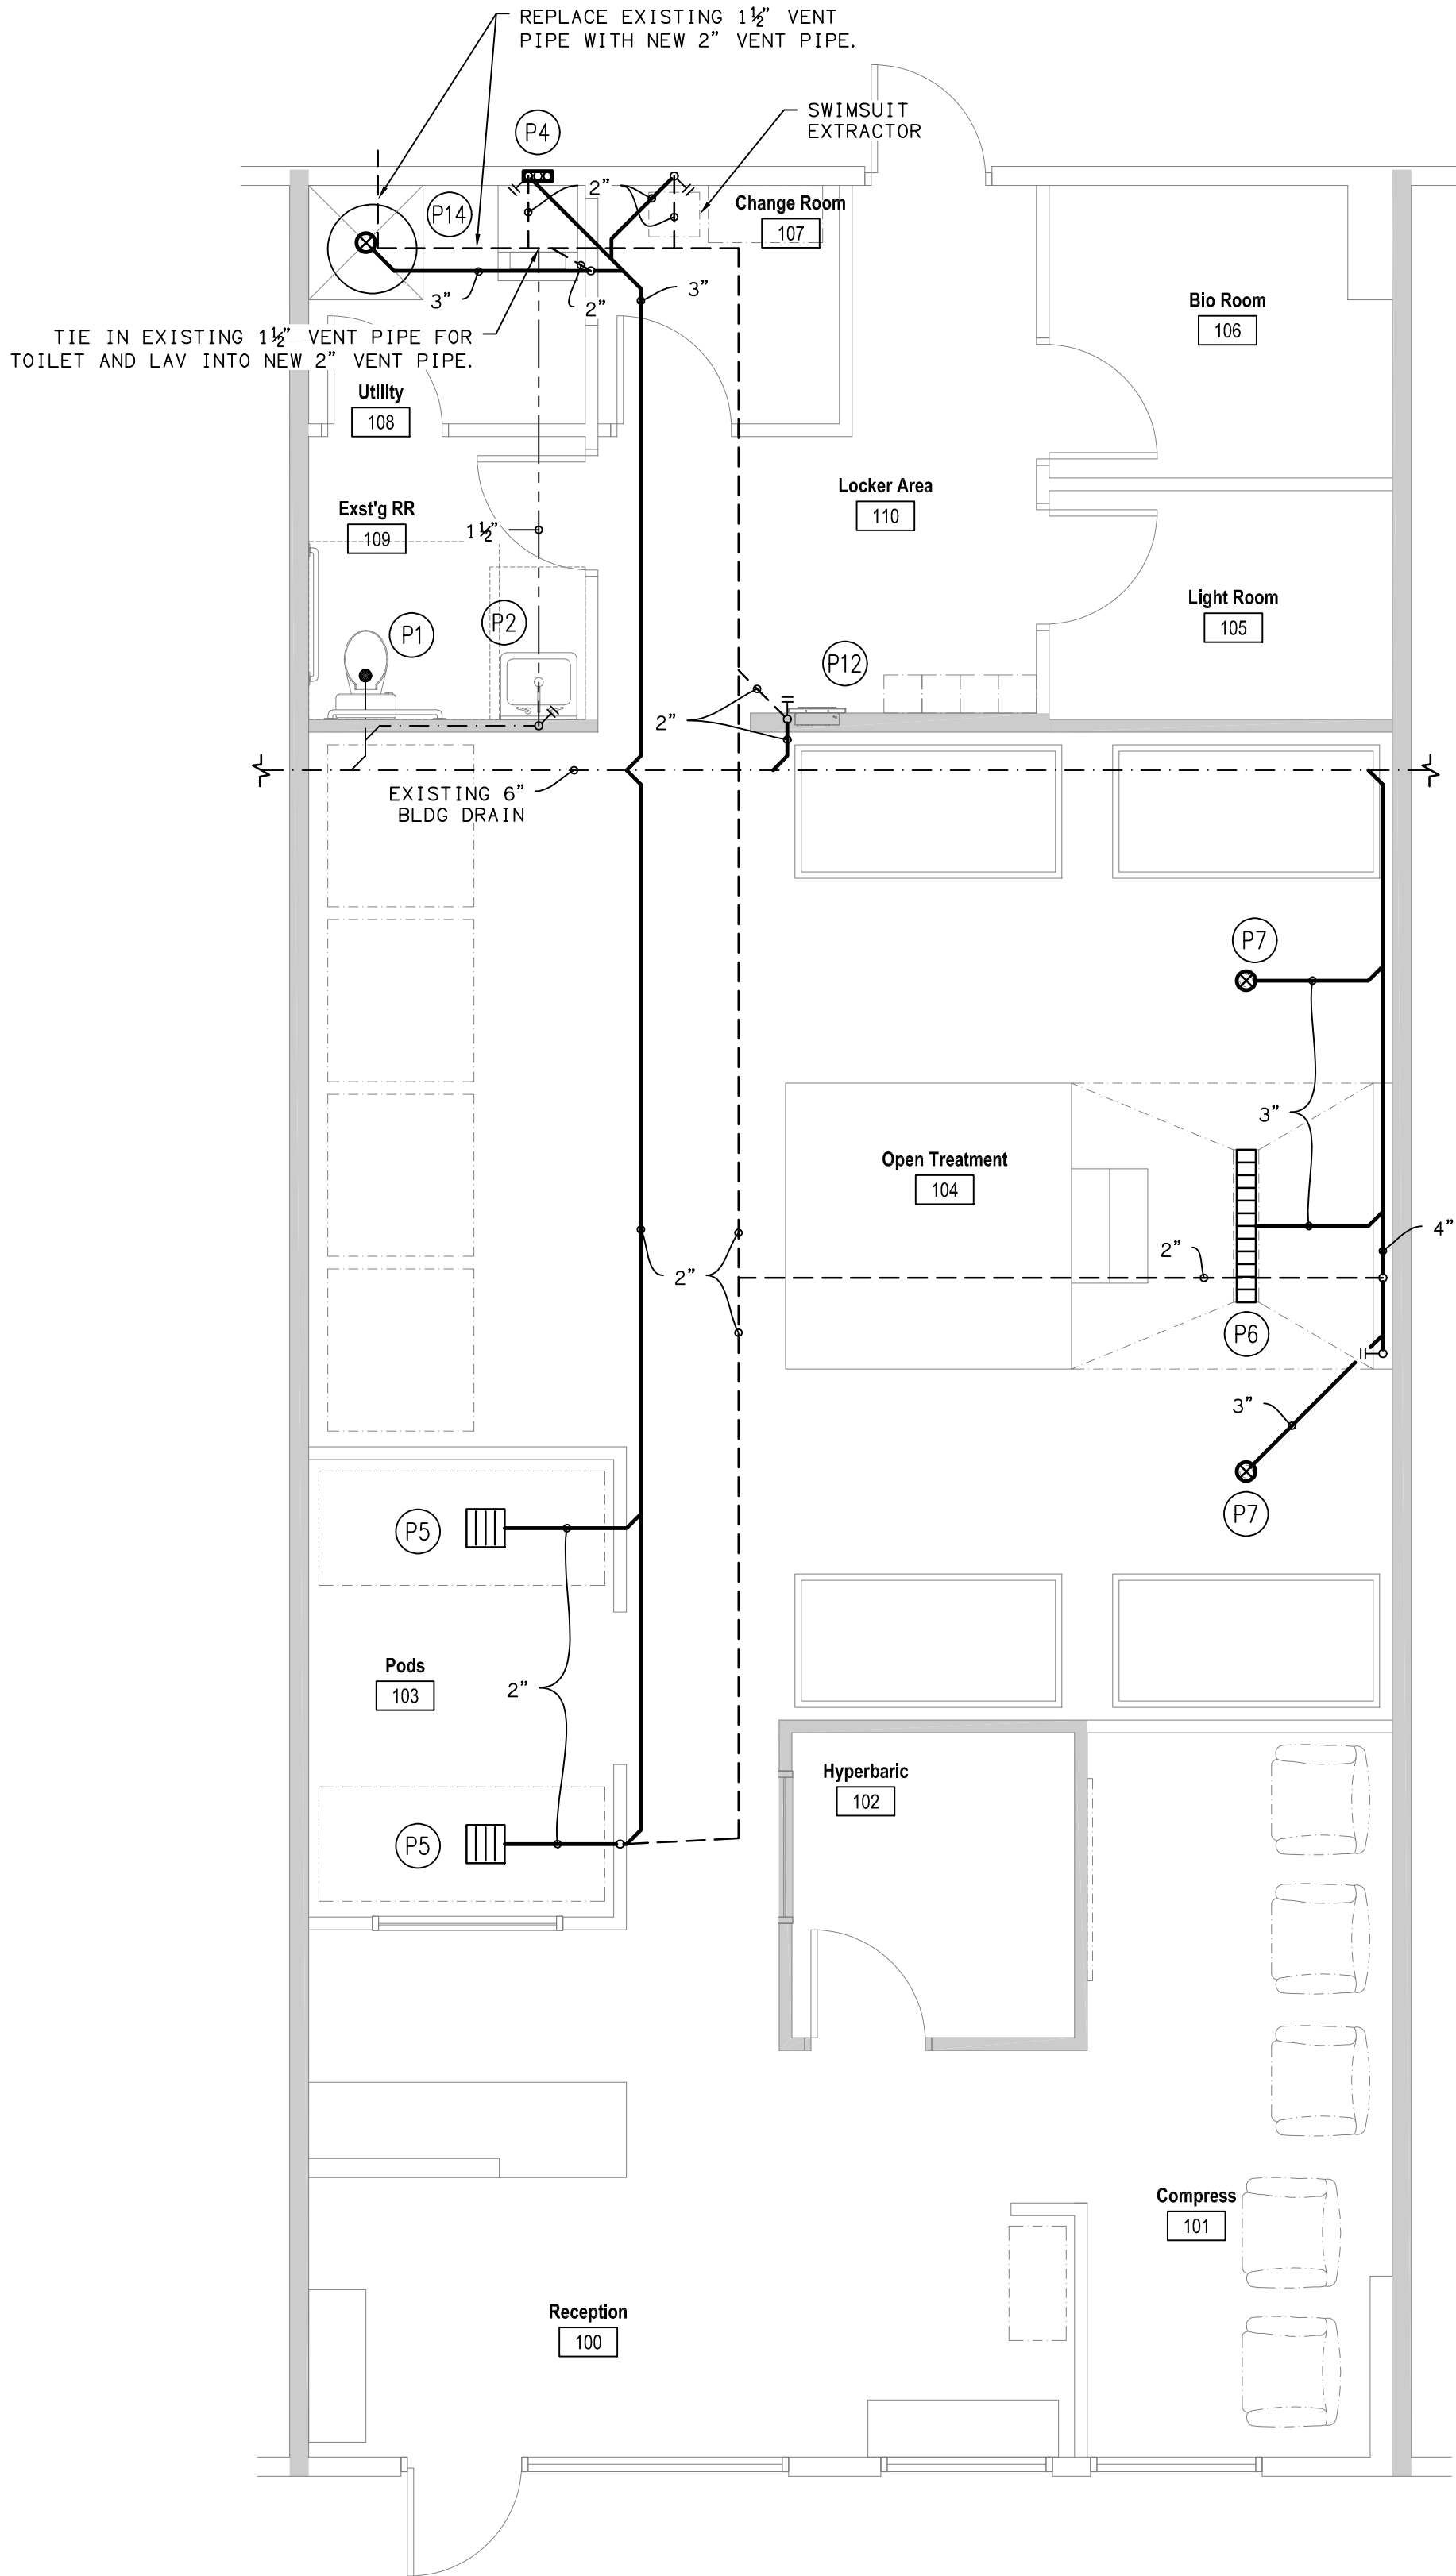 REPLACE EXISTING 1½” VENT
PIPE WITH NEW 2” VENT PIPE.
P4
SWIMSUIT
EXTRACTOR
2”
P14
Change Room
107
3”
2”
3”
Bio Room
106
TIE IN EXISTING 1½” VENT PIPE FOR
TOILET AND LAV INTO NEW 2” VENT PIPE.
Utility
108
Locker Area
110
Exst'g RR
109
1½”
Light Room
105
P1
P2
P12
2”
EXISTING 6”
BLDG DRAIN
P7
3”
Open Treatment
104
4”
2”
2”
P6
3”
P7
P5
Pods
103
2”
Hyperbaric
102
P5
Compress
101
Reception
100